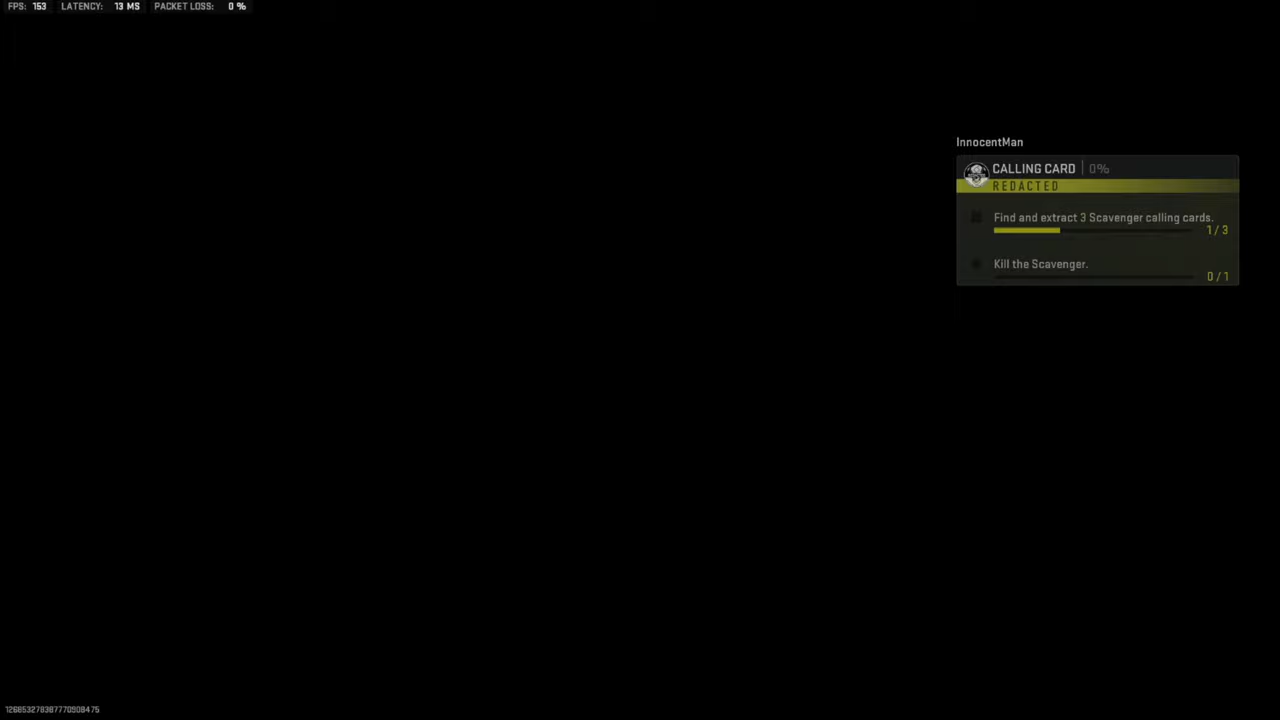 FPS: 153 LATENCY: 13 MS PACKET LOSS: 0 %
InnocentMan
CALLING CARD | 0%
REDACTED
Find and extract 3 Scavenger calling cards.
1 / 3
Kill the Scavenger.
0 / 1